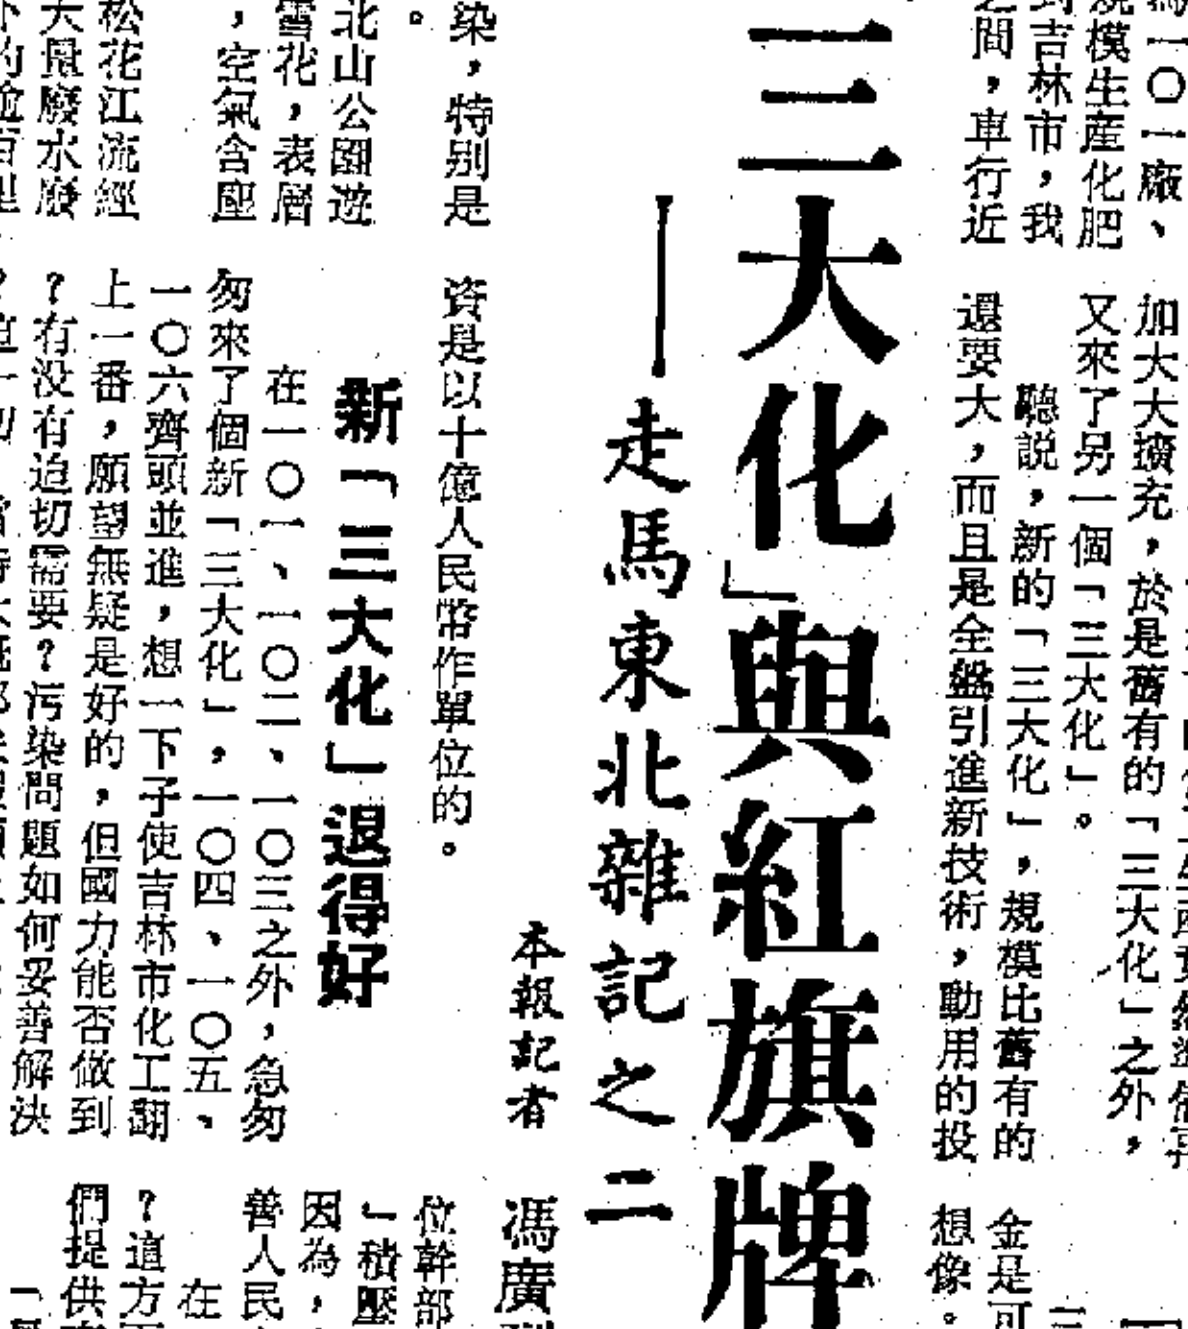 一〇一廠、
規模生產化肥
到吉林市，我
之間，車行近
加大大擴充，於是舊有的「三大化」之外，
又來了另一個「三大化」。
聽説，新的「三大化」，規模比舊有的
還要大，而且是全盤引進新技術，動用的投
金是可
想像。
三大化」與紅旗牌
——走馬東北雜記之二
本報記者
馮廣
染，特別是
。
北山公園遊
雪花，表層
，空氣含塵
松花江流經
大量廢水廢
資是以十億人民幣作單位的。
新「三大化」退得好
在一〇一、一〇二、一〇三之外，急匆
匆來了個新「三大化」，一〇四、一〇五、
一〇六齊頭並進，想一下子使吉林市化工翻
上一番，願望無疑是好的，但國力能否做到
？有没有迫切需要？污染問題如何妥善解決
位幹部
」積壓
因為，
善人民
在
？這方
們提供